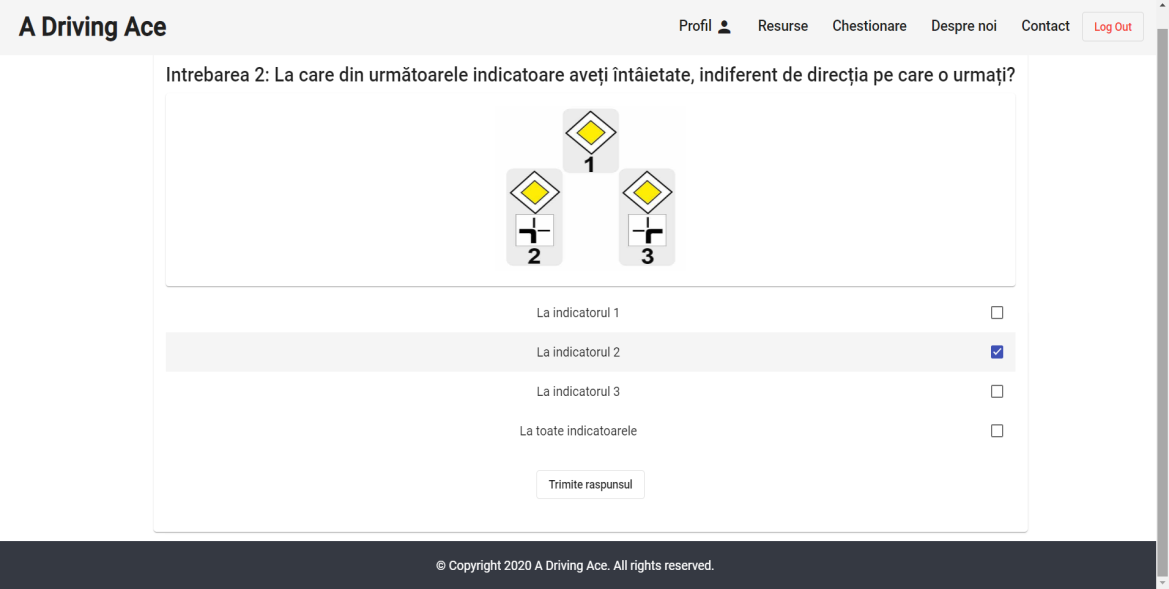 A Driving Ace
Profil
Resurse
Chestionare
Despre noi
Contact
Log Out
Intrebarea 2: La care din următoarele indicatoare aveți întâietate, indiferent de direcția pe care o urmați?
1
2
3
La indicatorul 1
La indicatorul 2
La indicatorul 3
La toate indicatoarele
Trimite raspunsul
© Copyright 2020 A Driving Ace. All rights reserved.